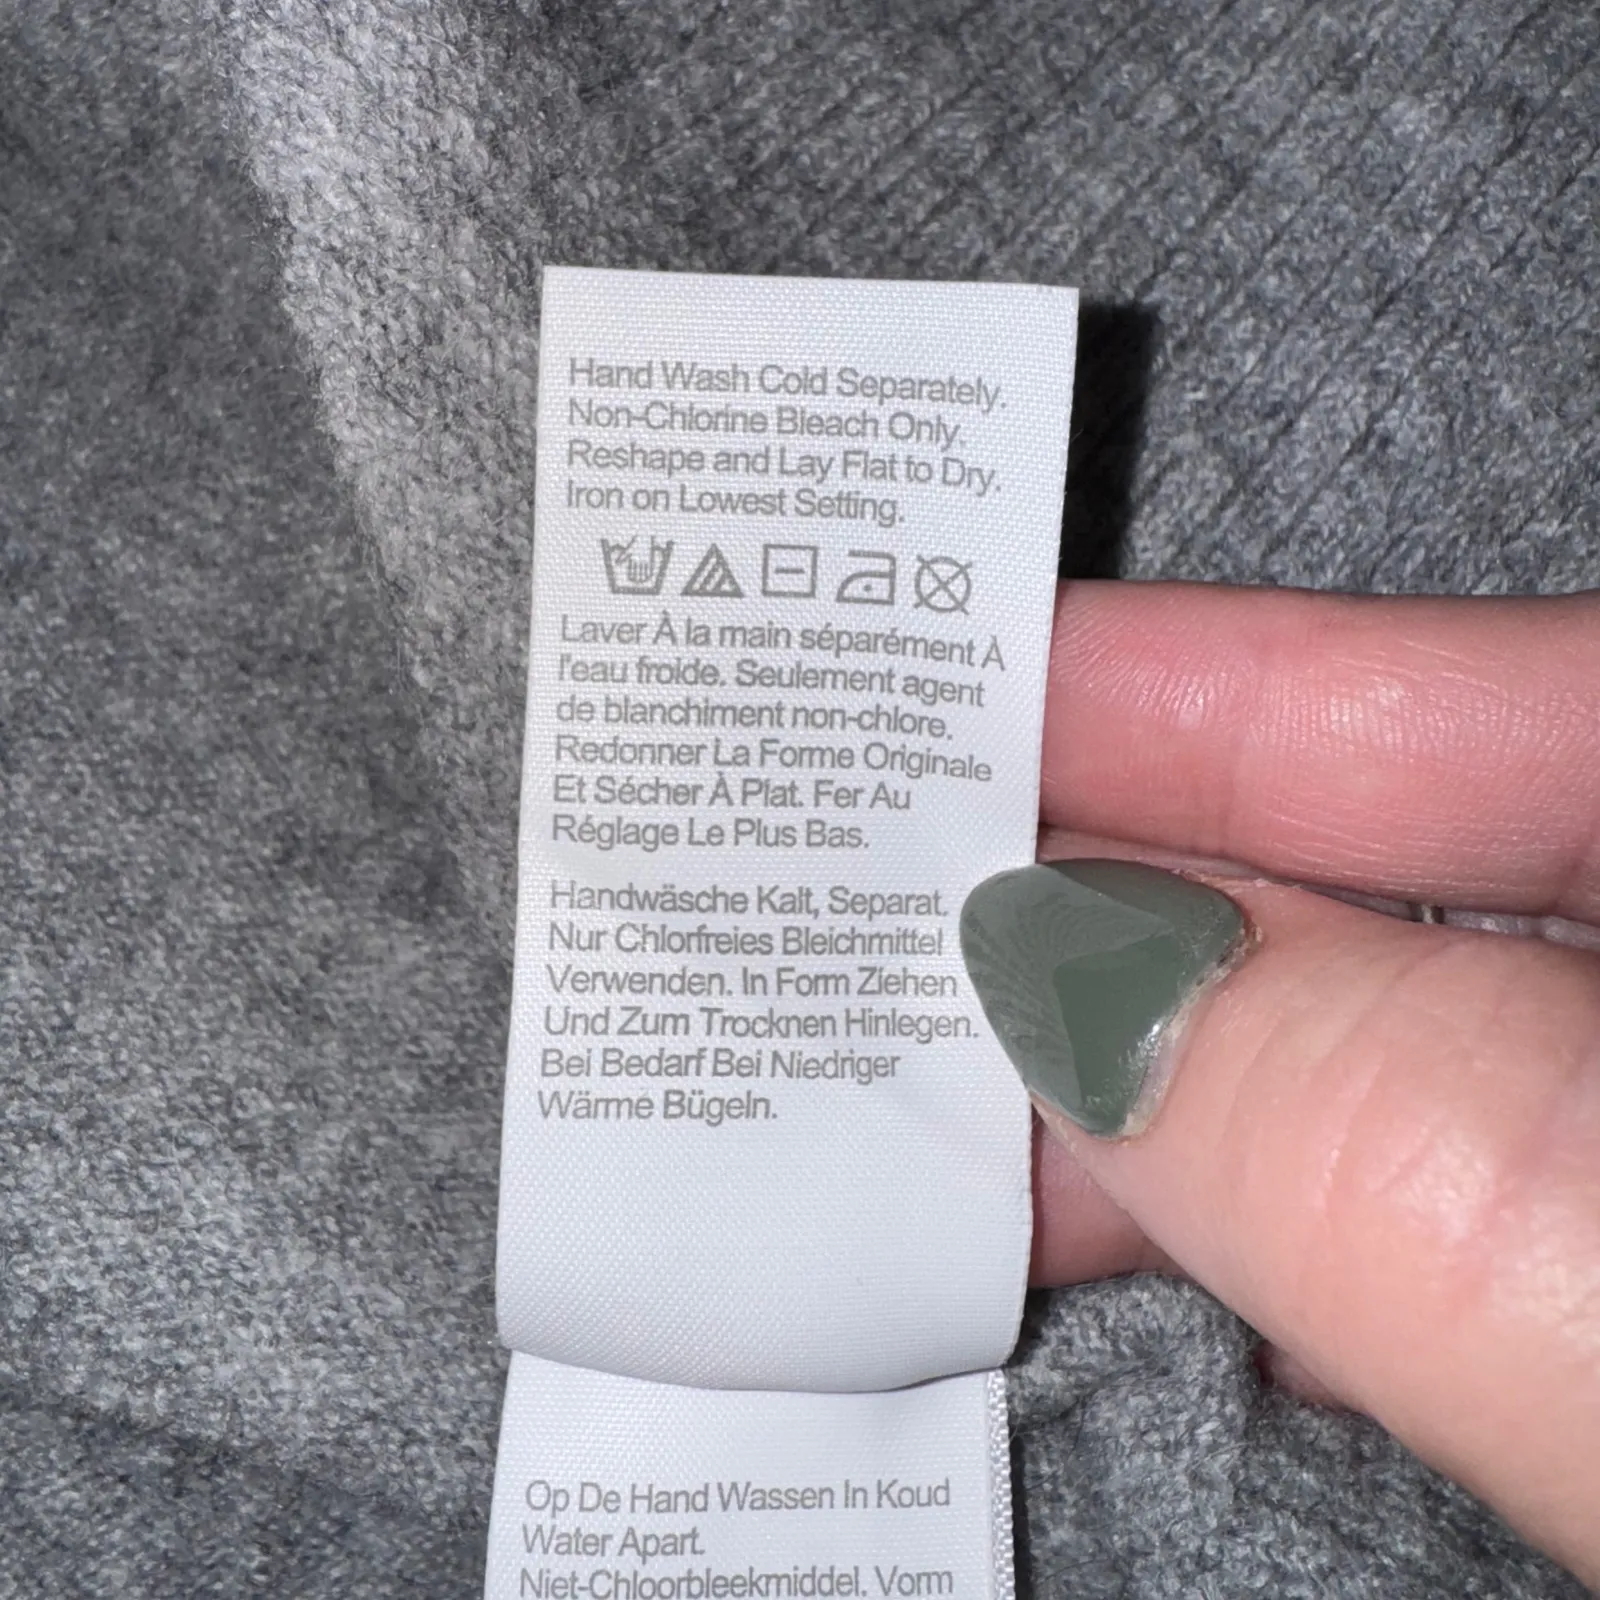 Hand Wash Cold Separately.
Non-Chlorine Bleach Only.
Reshape and Lay Flat to Dry.
Iron on Lowest Setting.
Laver À la main séparément À
l'eau froide. Seulement agent
de blanchiment non-chlore.
Redonner La Forme Originale
Et Sécher À Plat. Fer Au
Réglage Le Plus Bas.
Handwäsche Kalt, Separat.
Nur Chlorfreies Bleichmittel
Verwenden. In Form Ziehen
Und Zum Trocknen Hinlegen.
Bei Bedarf Bei Niedriger
Wärme Bügeln.
Op De Hand Wassen In Koud
Water Apart.
Niet-Chloorbleekmiddel. Vorm